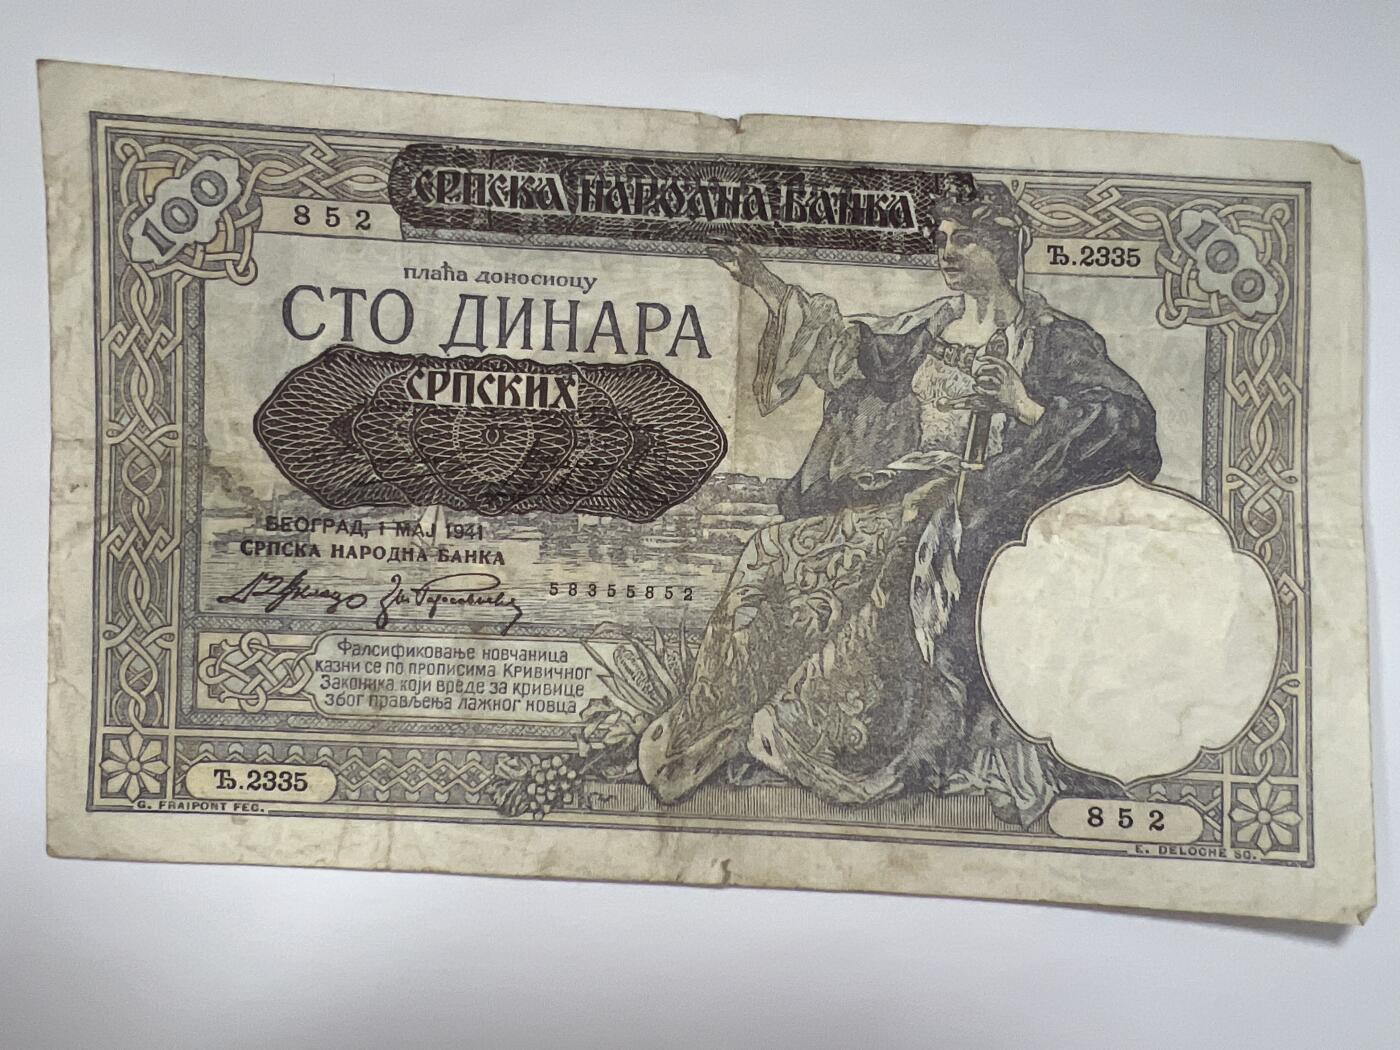 СРПСКА НАРОДНА БАНКА
100
852
Ђ.2335
100
плаћа доносиоцу
СТО ДИНАРА
СРПСКИХ
БЕОГРАД, 1 МАЈ 1941
СРПСКА НАРОДНА БАНКА
58355852
Фалсификовање новчаница
казни се по прописима Кривичног
Законика који вреде за кривице
због прављења лажног новца
Ђ.2335
852
G. FRAIPONT FEC.
E. DELOCHE SC.